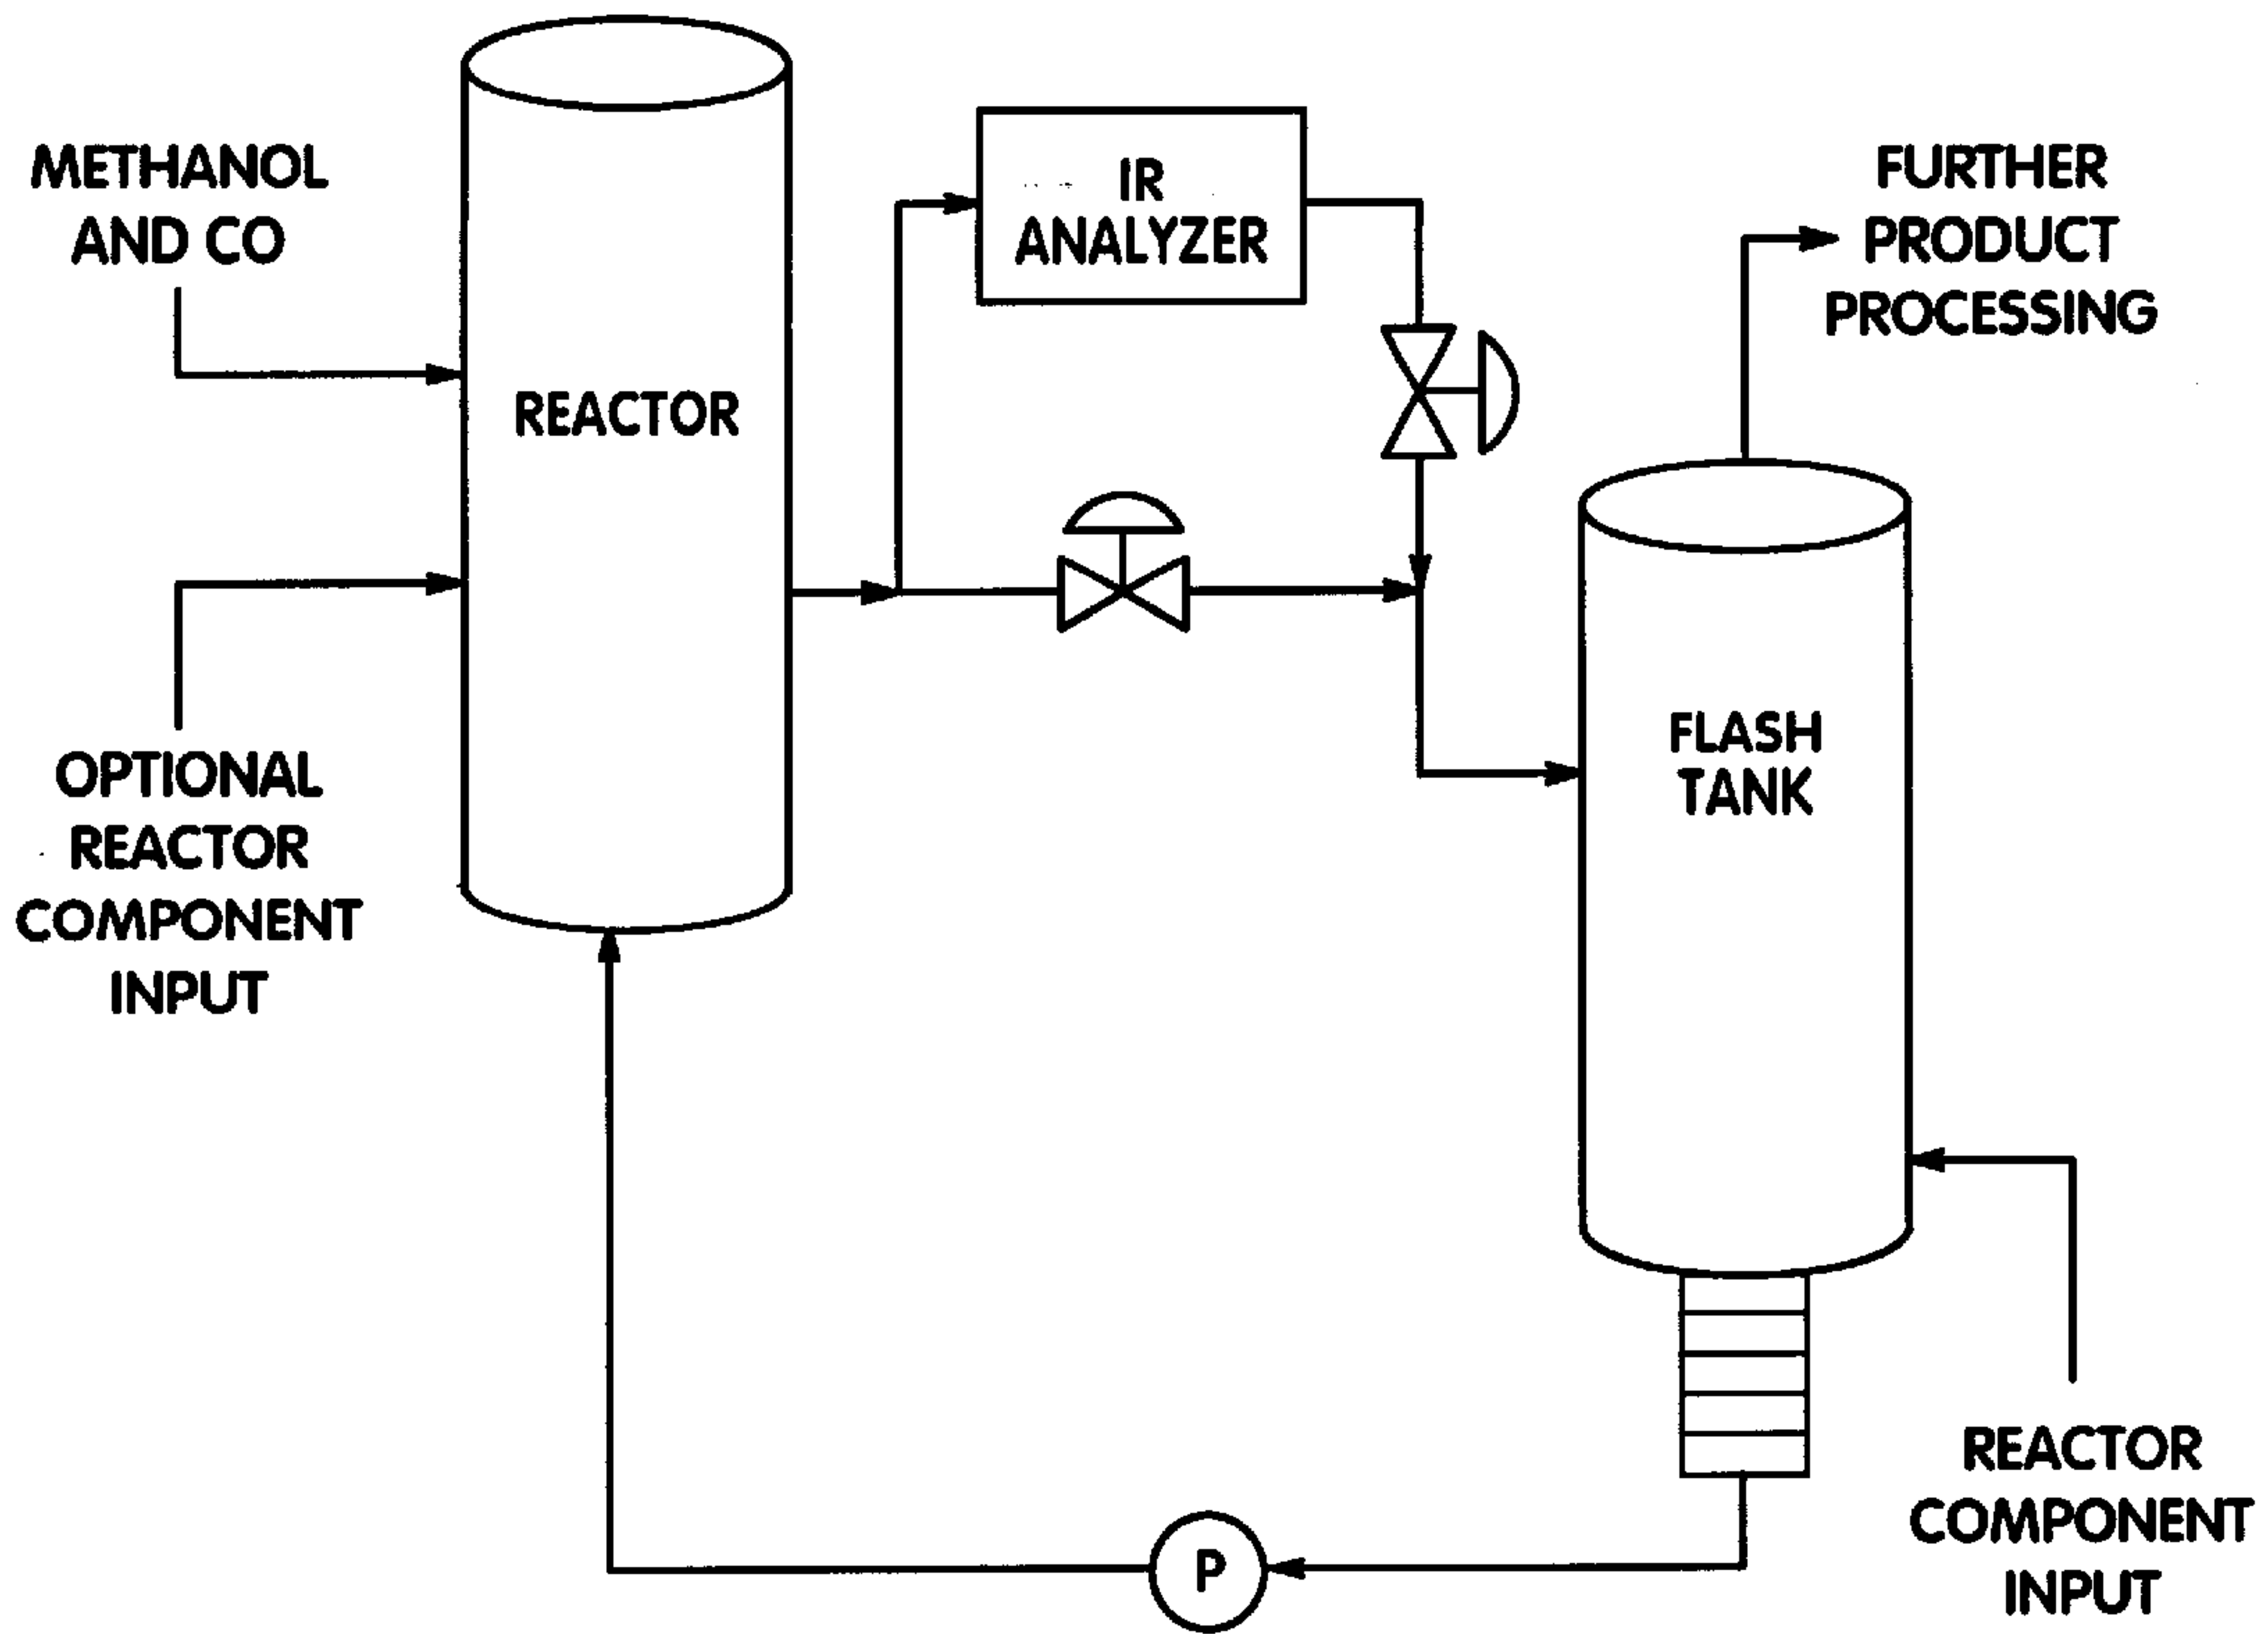 METHANOL
AND CO
REACTOR
IR
ANALYZER
FURTHER
PRODUCT
PROCESSING
OPTIONAL
REACTOR
COMPONENT
INPUT
FLASH
TANK
REACTOR
COMPONENT
INPUT
P